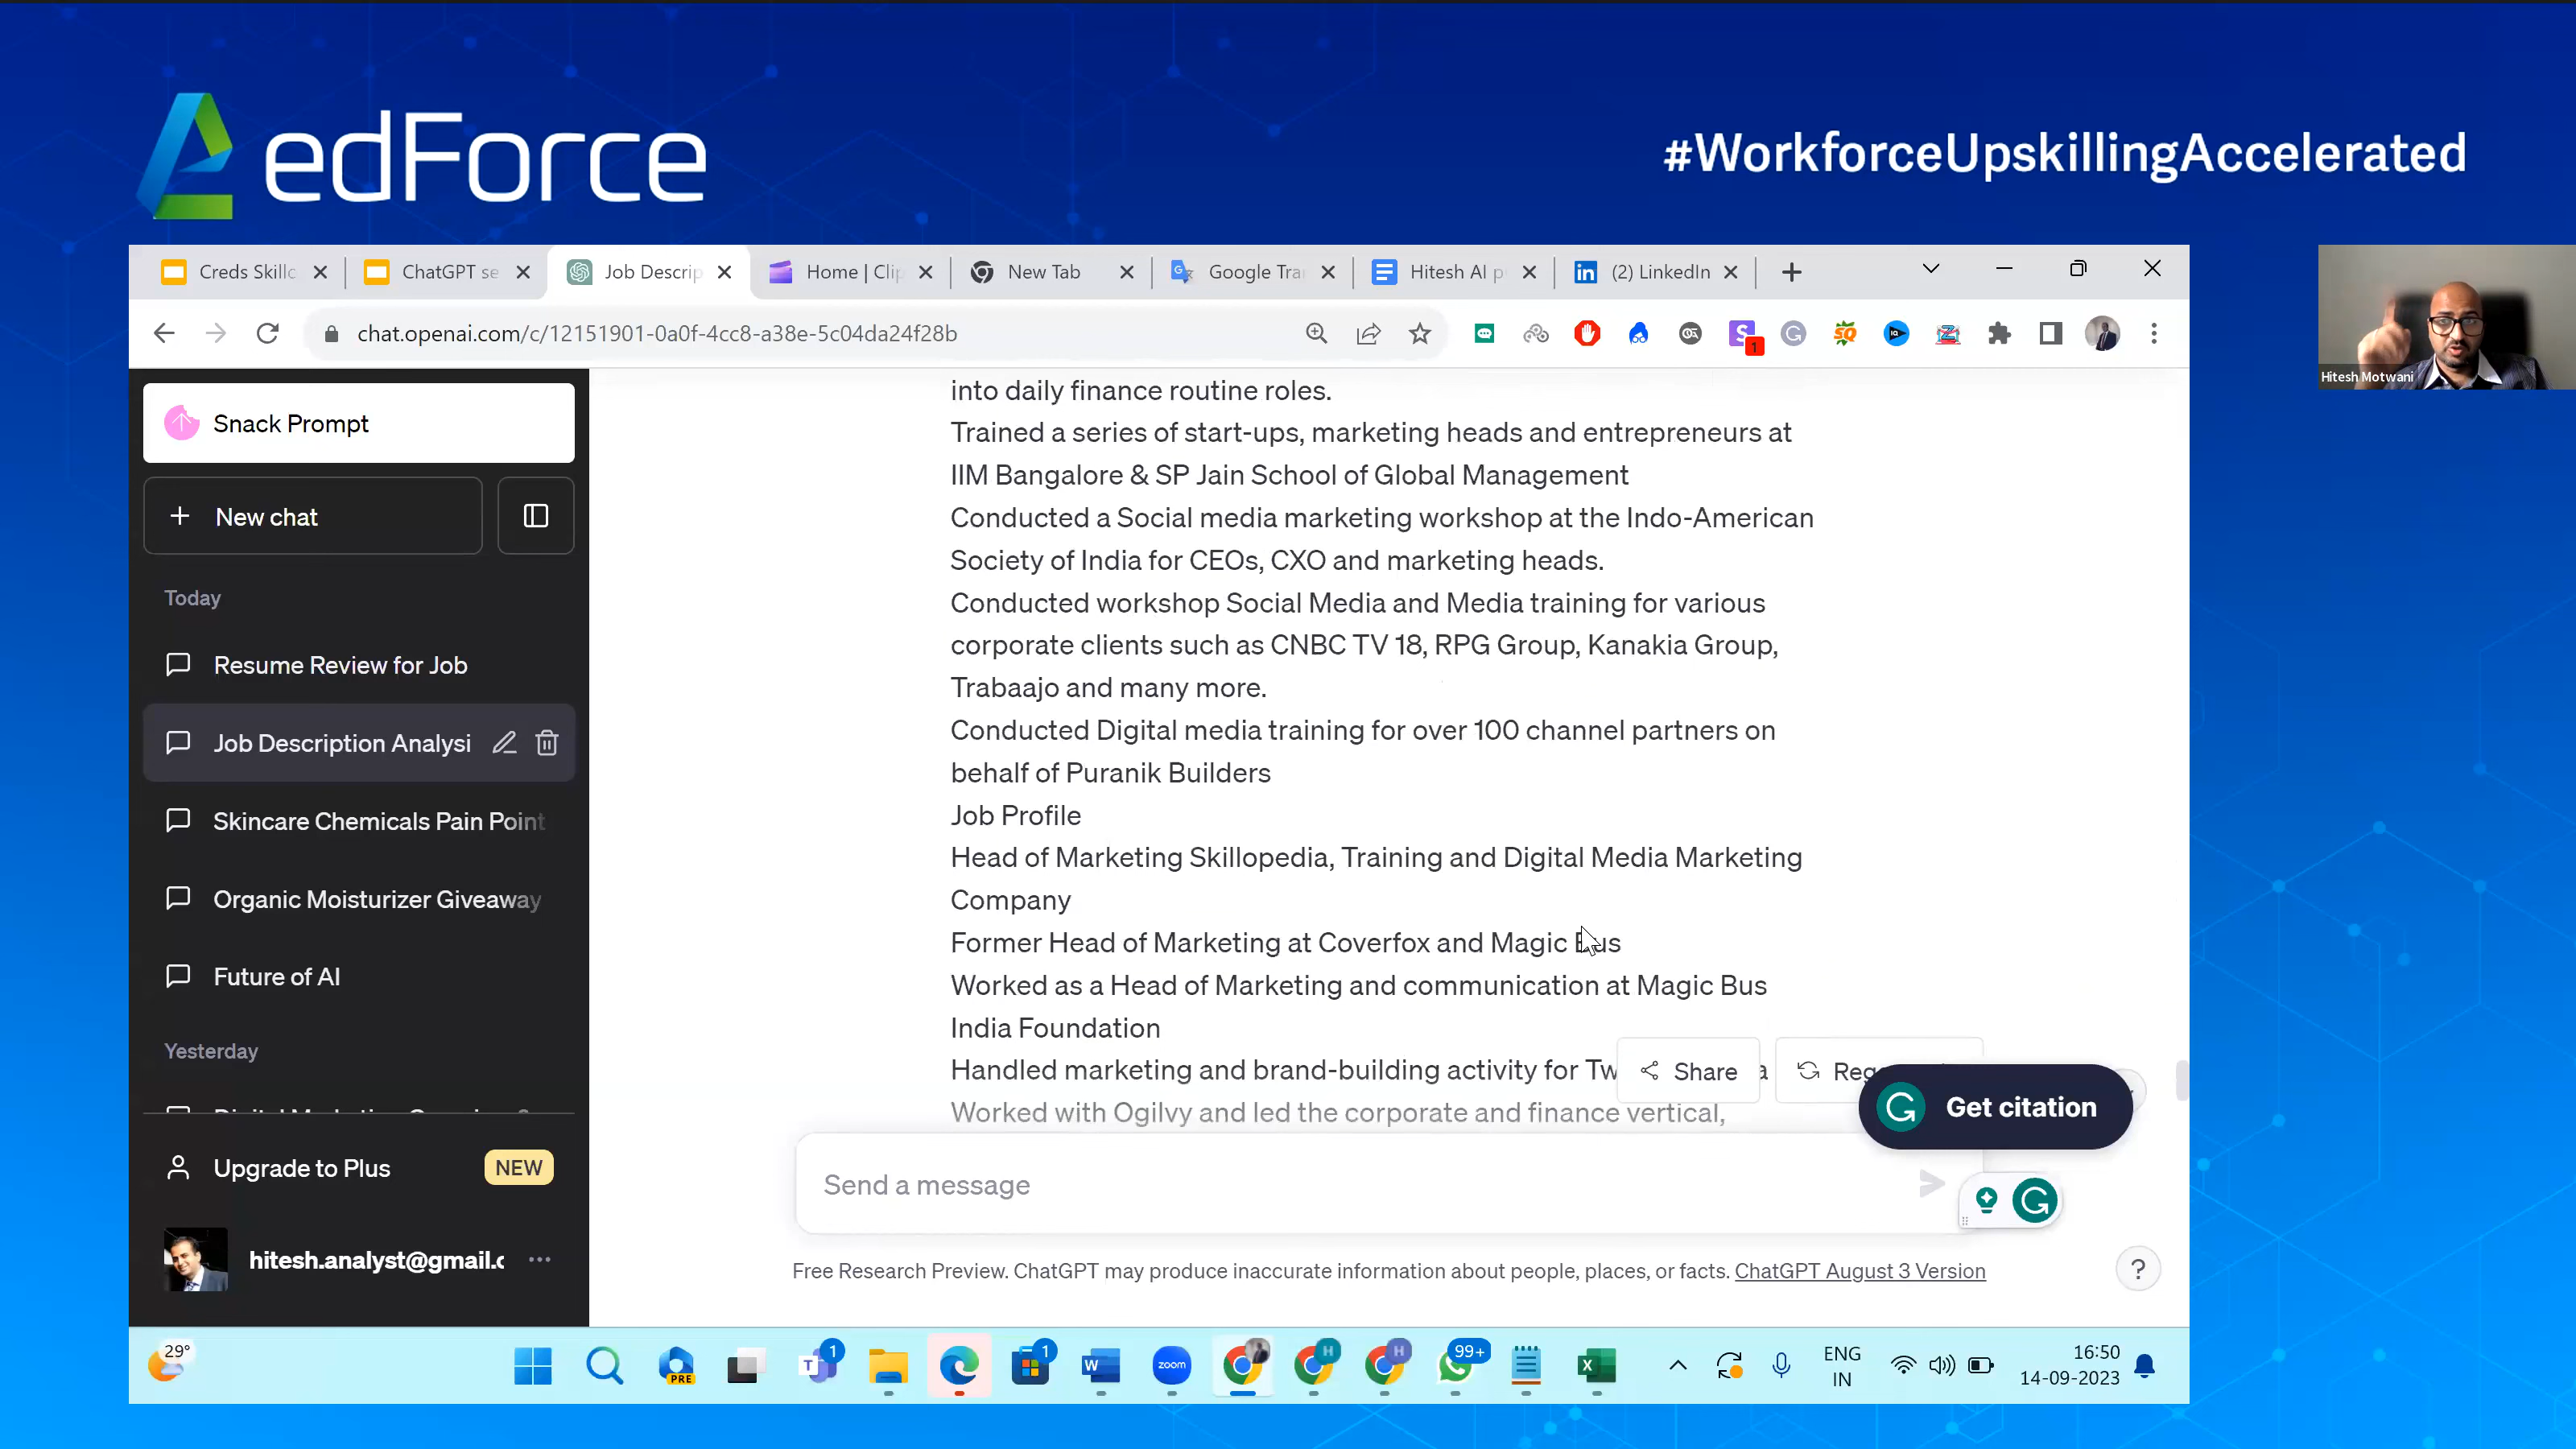 edForce
#WorkforceUpskillingAccelerated
Creds Skillo
ChatGPT se
Job Descrip
Home | Clip
New Tab
Google Tra
Hitesh AI p
(2) LinkedIn
chat.openai.com/c/12151901-0a0f-4cc8-a38e-5c04da24f28b
1
Hitesh Motwani
Snack Prompt
New chat
Today
Resume Review for Job
Job Description Analysi
Skincare Chemicals Pain Point
Organic Moisturizer Giveaway
Future of AI
Yesterday
Upgrade to Plus
NEW
hitesh.analyst@gmail.c
into daily finance routine roles.
Trained a series of start-ups, marketing heads and entrepreneurs at
IIM Bangalore & SP Jain School of Global Management
Conducted a Social media marketing workshop at the Indo-American
Society of India for CEOs, CXO and marketing heads.
Conducted workshop Social Media and Media training for various
corporate clients such as CNBC TV 18, RPG Group, Kanakia Group,
Trabaajo and many more.
Conducted Digital media training for over 100 channel partners on
behalf of Puranik Builders
Job Profile
Head of Marketing Skillopedia, Training and Digital Media Marketing
Company
Former Head of Marketing at Coverfox and Magic Bus
Worked as a Head of Marketing and communication at Magic Bus
India Foundation
Handled marketing and brand-building activity for Tw
Share
Reg
Worked with Ogilvy and led the corporate and finance vertical,
Get citation
Send a message
Free Research Preview. ChatGPT may produce inaccurate information about people, places, or facts. ChatGPT August 3 Version
?
29°
PRE
1
1
W
zoom
H
H
99+
X
ENG
IN
16:50
14-09-2023